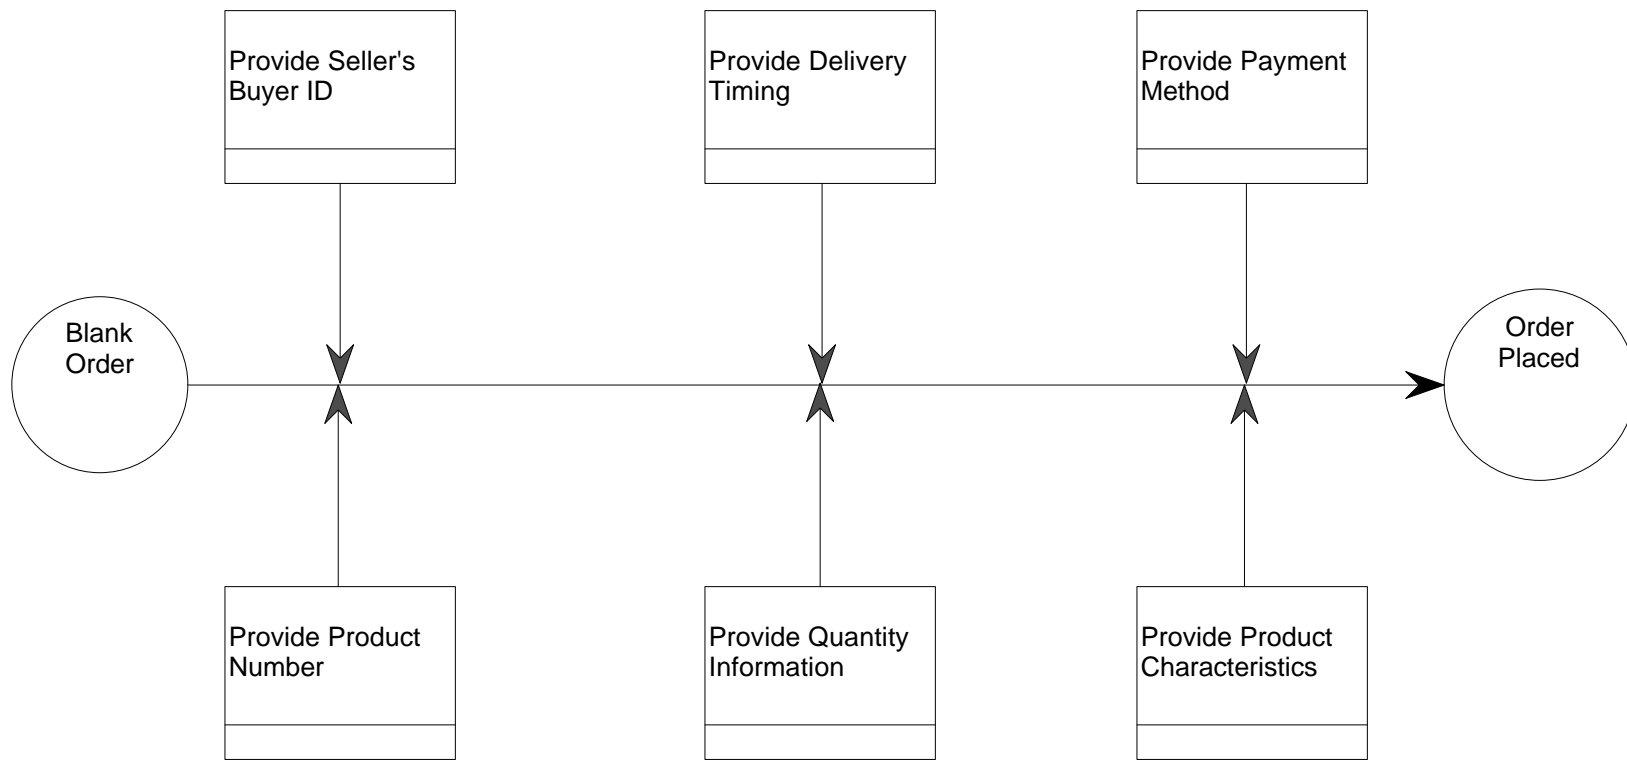 Provide Seller's
Buyer ID
Provide Delivery
Timing
Provide Payment
Method
Blank
Order
Order
Placed
Provide Product
Number
Provide Quantity
Information
Provide Product
Characteristics